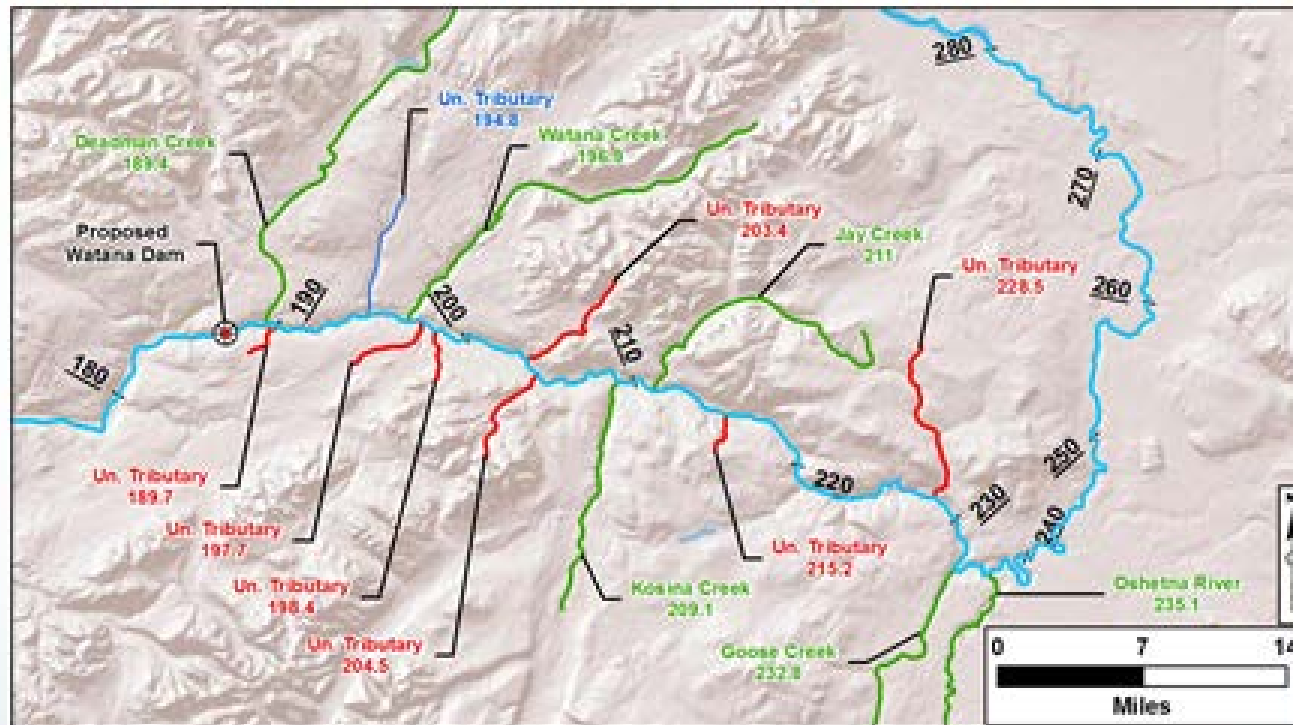 280
Un. Tributary
194.8
Deadman Creek
189.4
Watana Creek
196.9
270
Un. Tributary
203.4
Jay Creek
211
Proposed
Watana Dam
Un. Tributary
228.5
260
190
200
210
180
250
220
230
240
Un. Tributary
189.7
Un. Tributary
197.7
Un. Tributary
198.4
Un. Tributary
204.5
Kosina Creek
209.1
Un. Tributary
215.2
Oshetna River
235.1
Goose Creek
232.8
0 7 14
Miles